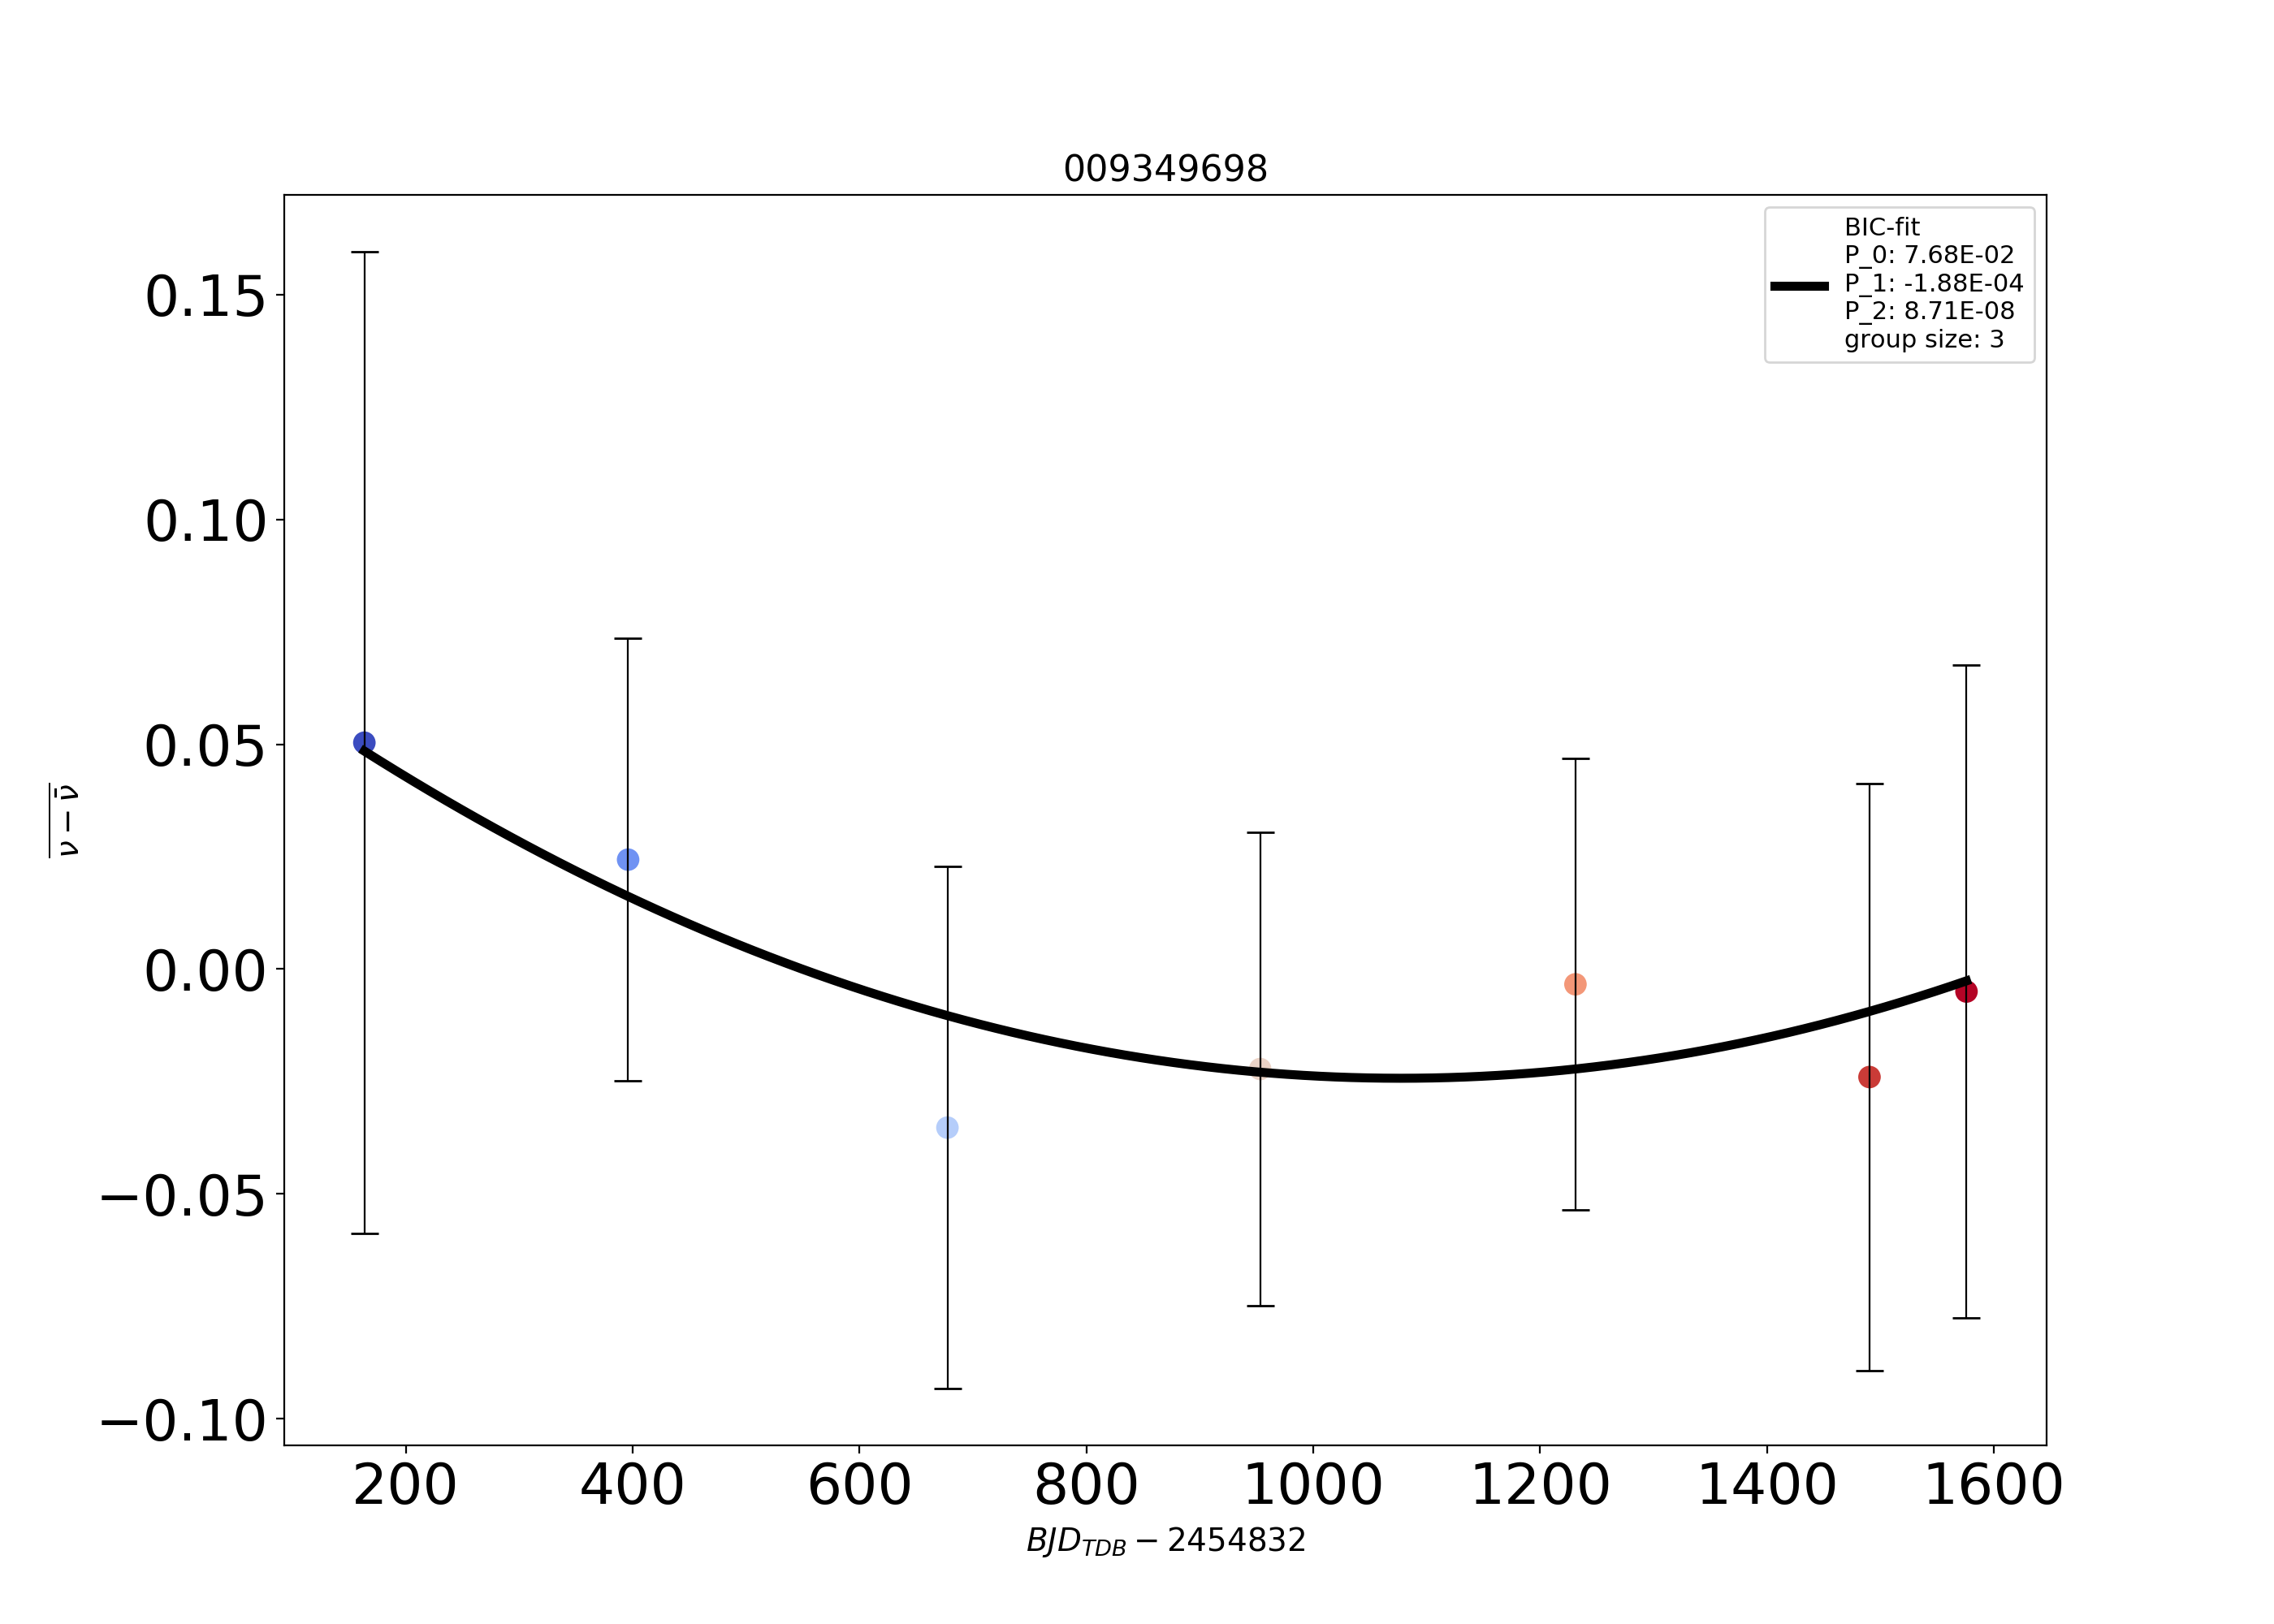 009349698
BIC-fit
P_0: 7.68E-02
P_1: -1.88E-04
P_2: 8.71E-08
group size: 3
0.15
0.10
0.05
0.00
−0.05
−0.10
200 400 600 800 1000 1200 1400 1600
BJD_TDB − 2454832
ν − ν̄